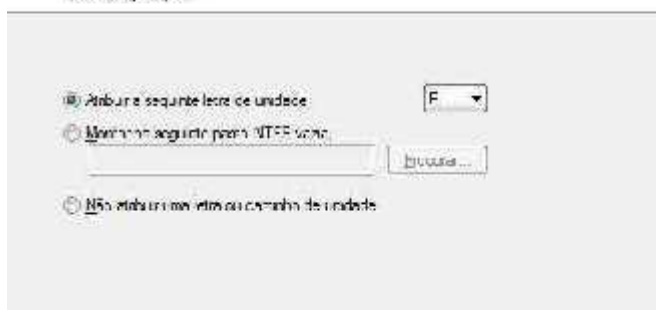 Atribuir a seguinte letra de unidade
Montar na seguinte pasta NTFS vazia:
Procurar...
Não atribuir uma letra ou caminho de unidade